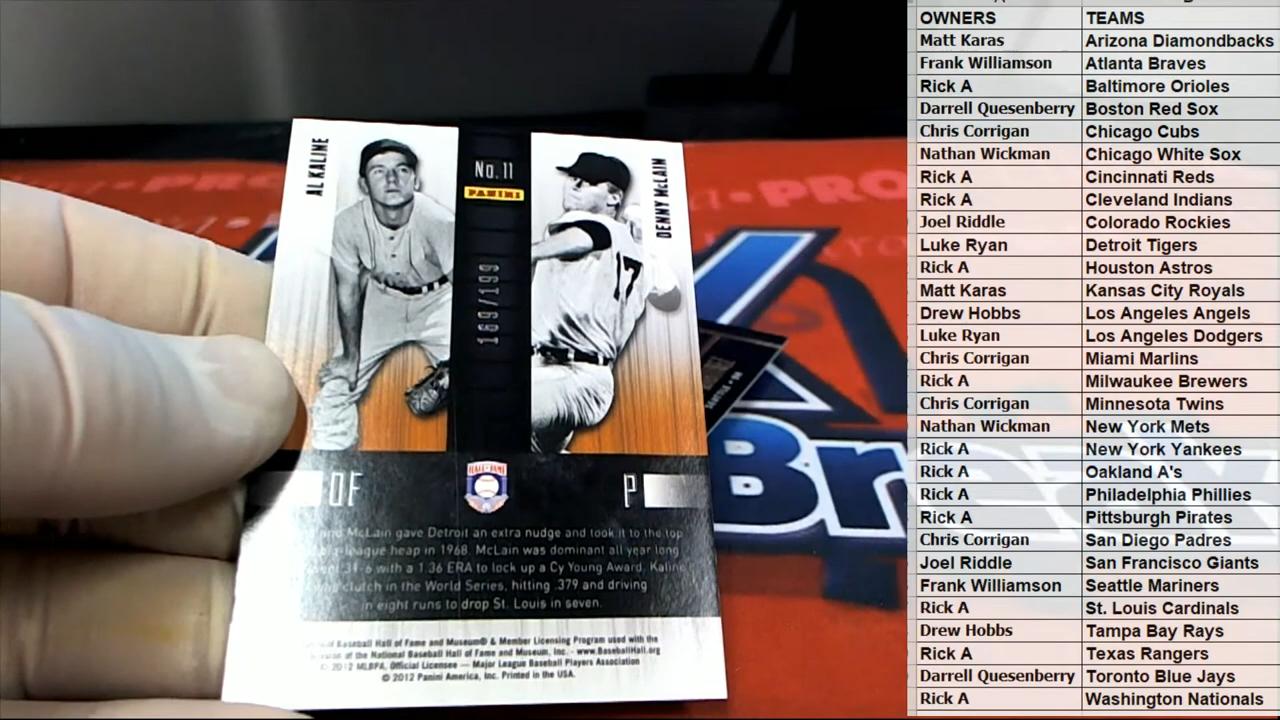 AL KALINE
No. 11
PANINI
DENNY McLAIN
169/199
17
OF
HALL OF FAME
P
McLain gave Detroit an extra nudge and took it to the top
league heap in 1968. McLain was dominant all year long
31-6 with a 1.36 ERA to lock up a Cy Young Award. Kaline
clutch in the World Series, hitting .379 and driving
in eight runs to drop St. Louis in seven.
of Baseball Hall of Fame and Museum® & Member Licensing Program used with the
of the National Baseball Hall of Fame and Museum, Inc. - www.BaseballHall.org
© 2012 MLBPA, Official Licensee — Major League Baseball Players Association
© 2012 Panini America, Inc. Printed in the USA.
PRO
Br
OWNERS TEAMS
Matt Karas Arizona Diamondbacks
Frank Williamson Atlanta Braves
Rick A Baltimore Orioles
Darrell Quesenberry Boston Red Sox
Chris Corrigan Chicago Cubs
Nathan Wickman Chicago White Sox
Rick A Cincinnati Reds
Rick A Cleveland Indians
Joel Riddle Colorado Rockies
Luke Ryan Detroit Tigers
Rick A Houston Astros
Matt Karas Kansas City Royals
Drew Hobbs Los Angeles Angels
Luke Ryan Los Angeles Dodgers
Chris Corrigan Miami Marlins
Rick A Milwaukee Brewers
Chris Corrigan Minnesota Twins
Nathan Wickman New York Mets
Rick A New York Yankees
Rick A Oakland A's
Rick A Philadelphia Phillies
Rick A Pittsburgh Pirates
Chris Corrigan San Diego Padres
Joel Riddle San Francisco Giants
Frank Williamson Seattle Mariners
Rick A St. Louis Cardinals
Drew Hobbs Tampa Bay Rays
Rick A Texas Rangers
Darrell Quesenberry Toronto Blue Jays
Rick A Washington Nationals